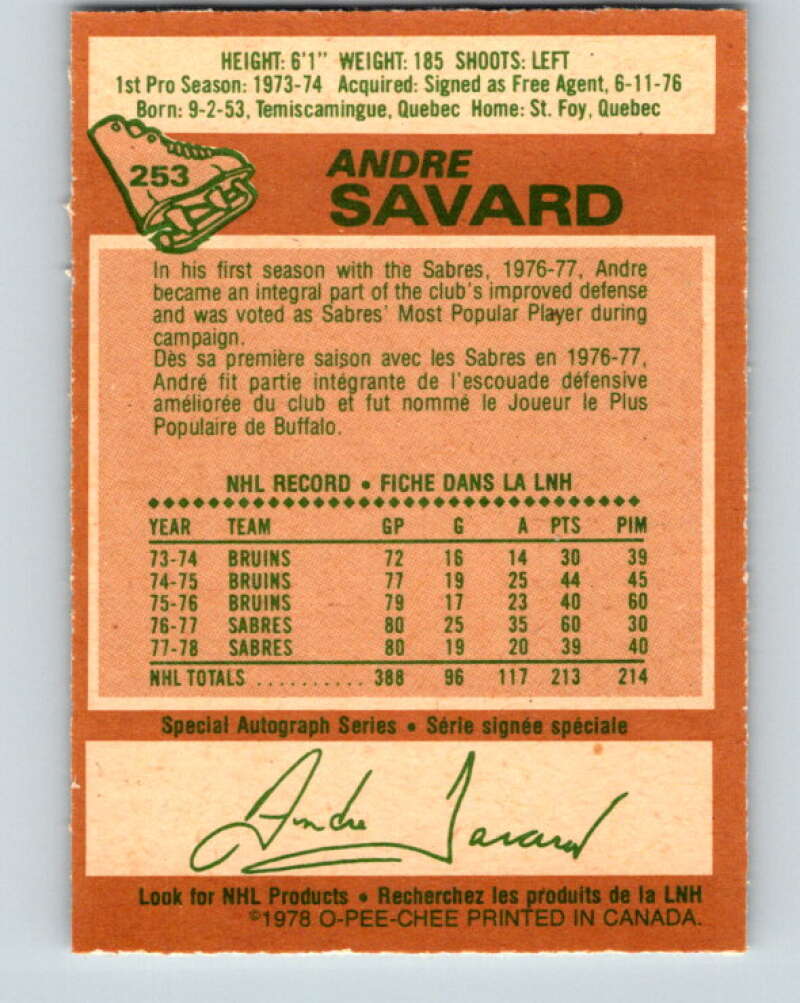 HEIGHT: 6'1" WEIGHT: 185 SHOOTS: LEFT
1st Pro Season: 1973-74 Acquired: Signed as Free Agent, 6-11-76
Born: 9-2-53, Temiscamingue, Quebec Home: St. Foy, Quebec
253
ANDRE
SAVARD
In his first season with the Sabres, 1976-77, Andre
became an integral part of the club's improved defense
and was voted as Sabres' Most Popular Player during
campaign.
Dès sa première saison avec les Sabres en 1976-77,
André fit partie intégrante de l'escouade défensive
améliorée du club et fut nommé le Joueur le Plus
Populaire de Buffalo.
NHL RECORD • FICHE DANS LA LNH
YEAR TEAM GP G A PTS PIM
73-74 BRUINS 72 16 14 30 39
74-75 BRUINS 77 19 25 44 45
75-76 BRUINS 79 17 23 40 60
76-77 SABRES 80 25 35 60 30
77-78 SABRES 80 19 20 39 40
NHL TOTALS .......... 388 96 117 213 214
Special Autograph Series • Série signée spéciale
Andre Savard
Look for NHL Products • Recherchez les produits de la LNH
©1978 O-PEE-CHEE PRINTED IN CANADA.